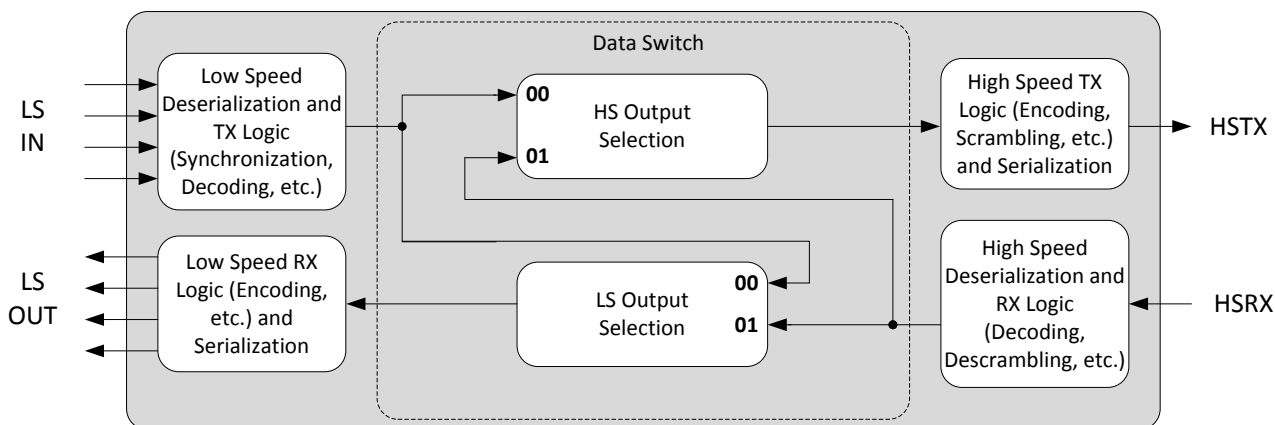 Data Switch
LS
IN
Low Speed
Deserialization and
TX Logic
(Synchronization,
Decoding, etc.)
00
01
HS Output
Selection
High Speed TX
Logic (Encoding,
Scrambling, etc.)
and Serialization
HSTX
LS
OUT
Low Speed RX
Logic (Encoding,
etc.) and
Serialization
LS Output
Selection
00
01
High Speed
Deserialization and
RX Logic
(Decoding,
Descrambling, etc.)
HSRX